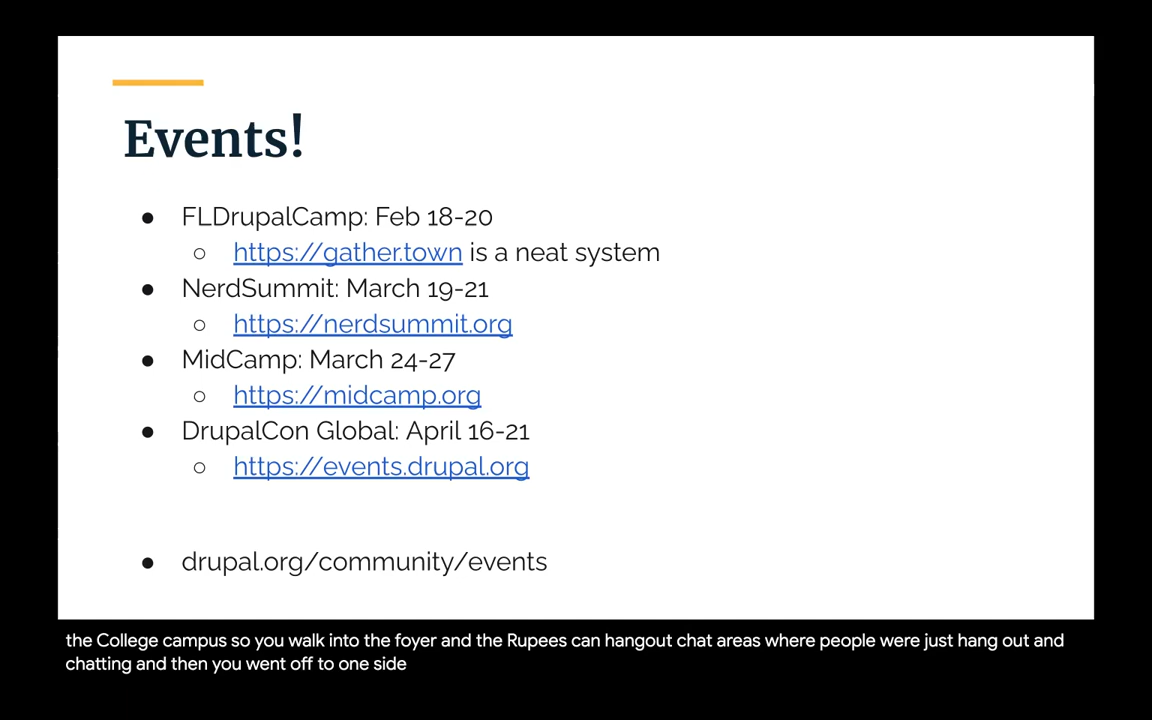 Events!
● FLDrupalCamp: Feb 18-20
○ https://gather.town is a neat system
● NerdSummit: March 19-21
○ https://nerdsummit.org
● MidCamp: March 24-27
○ https://midcamp.org
● DrupalCon Global: April 16-21
○ https://events.drupal.org
● drupal.org/community/events
the College campus so you walk into the foyer and the Rupees can hangout chat areas where people were just hang out and
chatting and then you went off to one side